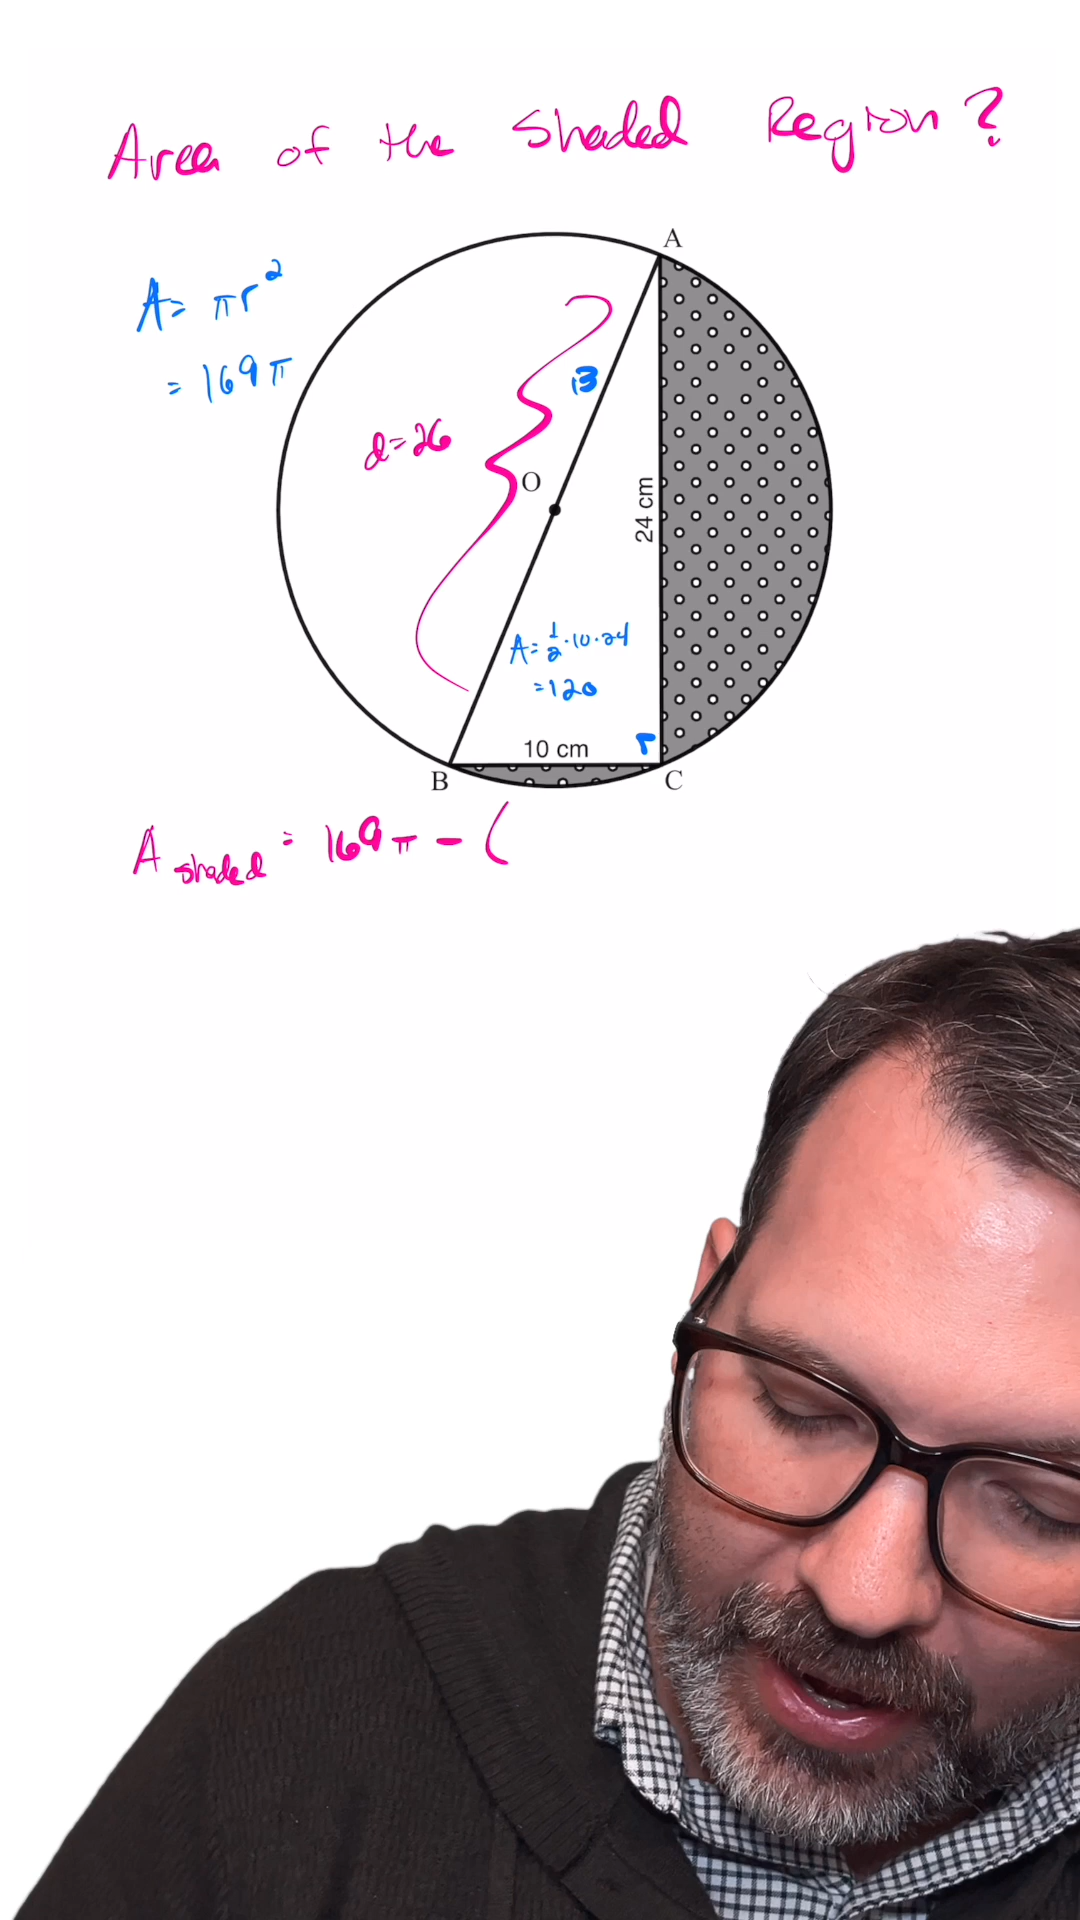 Area of the Shaded Region?
A
A= πr²
= 169π
13
d=26
O
24 cm
A= 1/2·10·24
=120
10 cm
B
C
A shaded = 169π - (